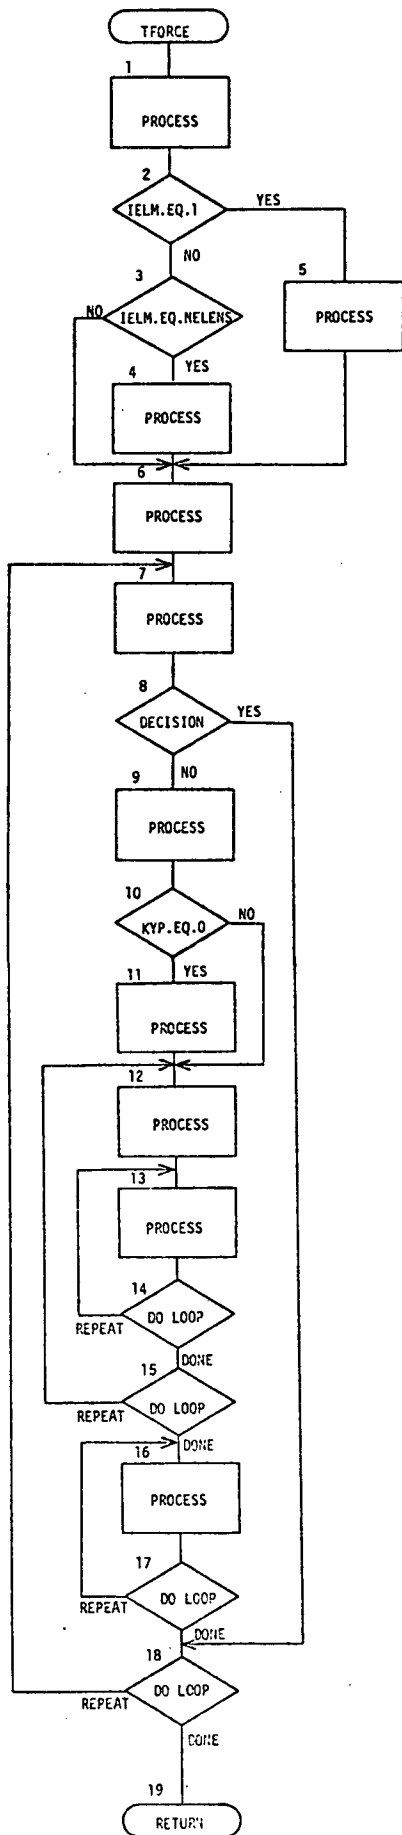 TFORCE
1
PROCESS
2
IELM.EQ.1
YES
NO
3
5
NO
IELM.EQ.NELENS
PROCESS
YES
4
PROCESS
6
PROCESS
7
PROCESS
8
DECISION
YES
NO
9
PROCESS
10
KYP.EQ.0
NO
YES
11
PROCESS
12
PROCESS
13
PROCESS
14
DO LOOP
REPEAT
DONE
15
DO LOOP
REPEAT
DONE
16
PROCESS
17
DO LOOP
REPEAT
DONE
18
DO LOOP
REPEAT
DONE
19
RETURN